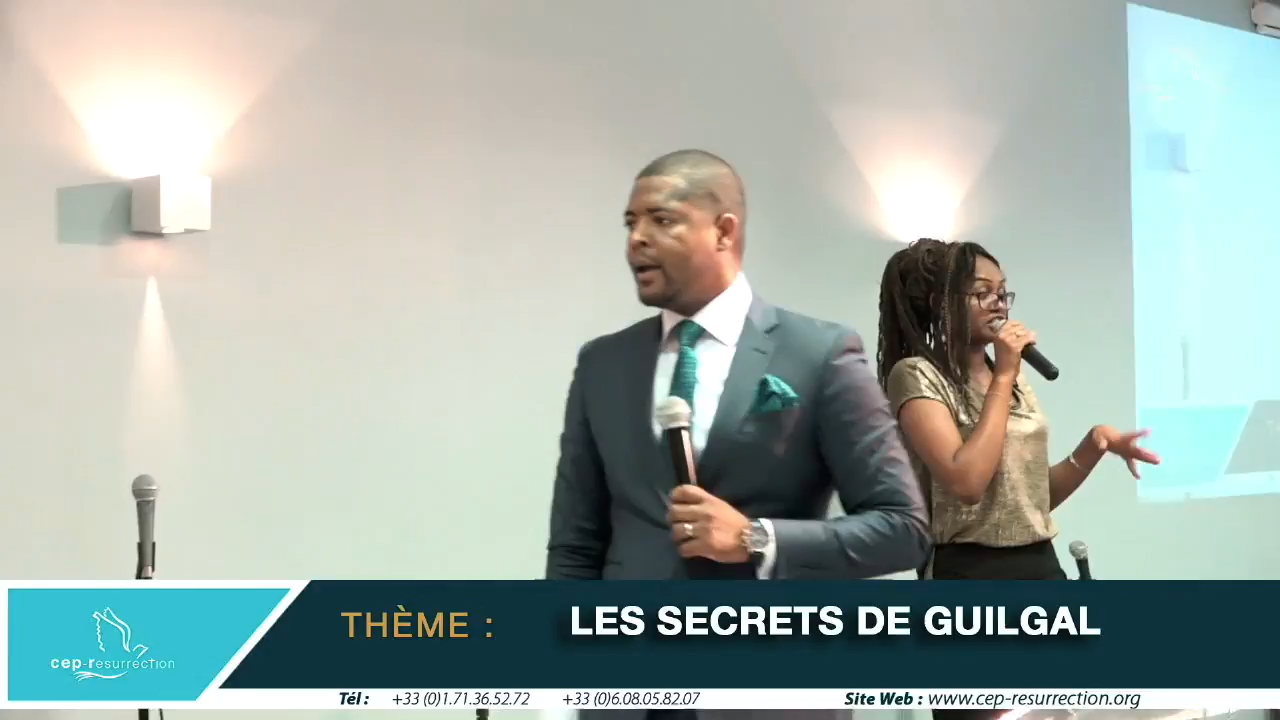 THÈME : LES SECRETS DE GUILGAL
cep-resurrection
Tél : +33 (0)1.71.36.52.72 +33 (0)6.08.05.82.07 Site Web : www.cep-resurrection.org